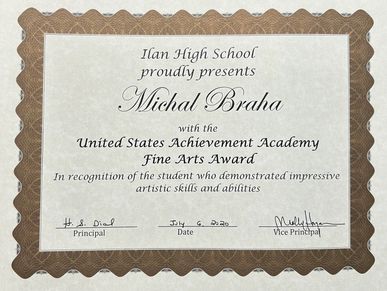 Ilan High School
proudly presents
Michal Braha
with the
United States Achievement Academy
Fine Arts Award
In recognition of the student who demonstrated impressive
artistic skills and abilities
H. S. Dial July 6, 2020
Principal Date Vice Principal